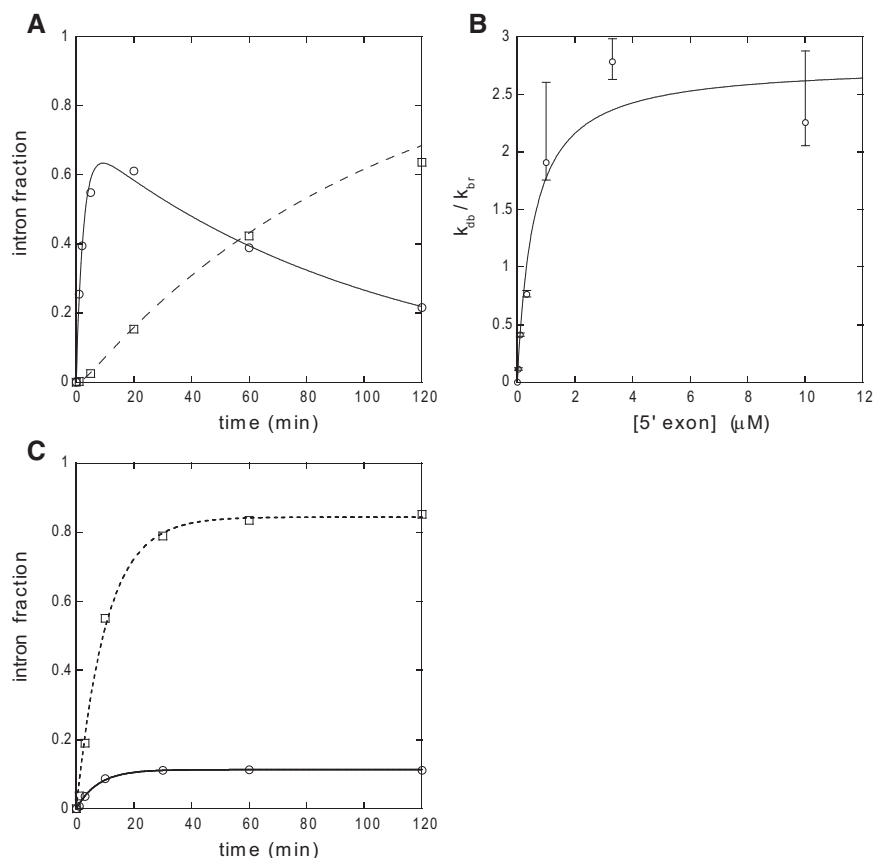 A
1
0.8
0.6
0.4
0.2
0
intron fraction
0 20 40 60 80 100 120
time (min)
B
3
2.5
2
1.5
1
0.5
0
k_db / k_br
0 2 4 6 8 10 12
[5' exon] (μM)
C
1
0.8
0.6
0.4
0.2
0
intron fraction
0 20 40 60 80 100 120
time (min)